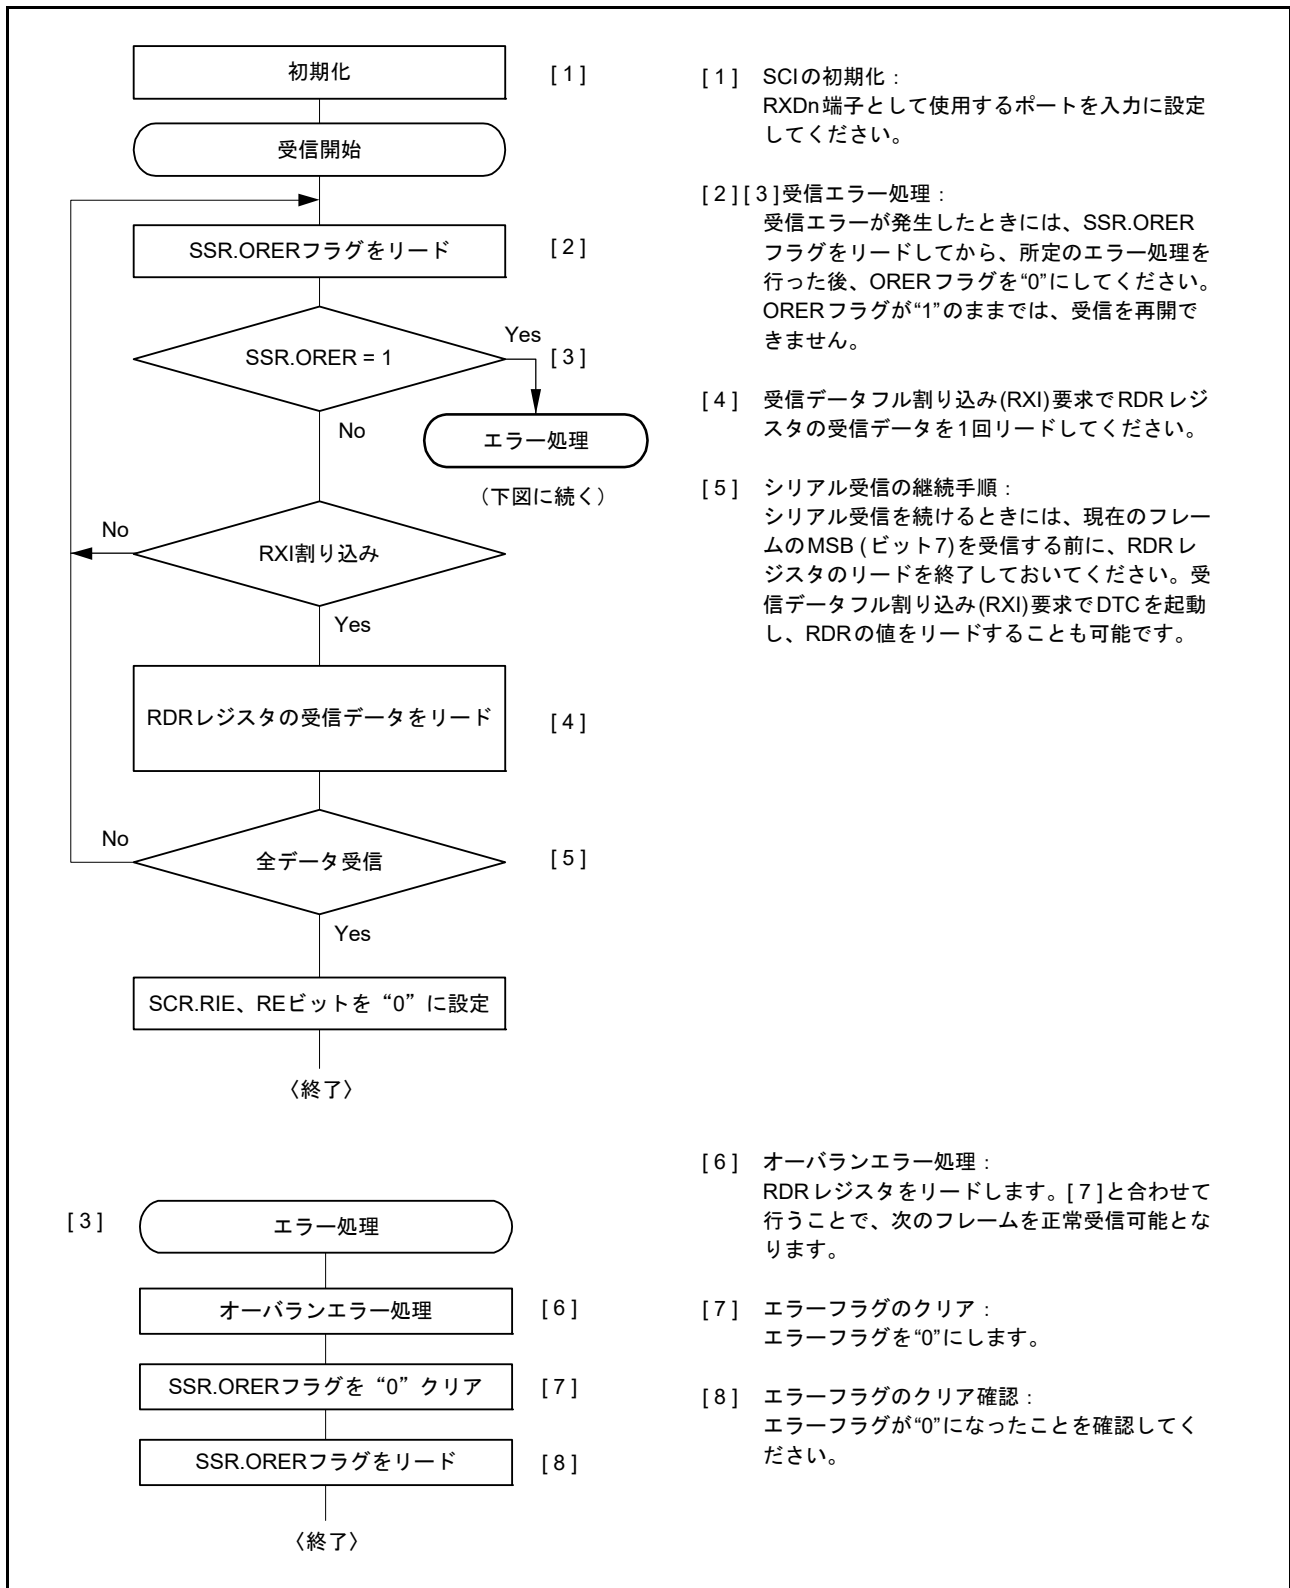 初期化 [1]
受信開始
SSR.ORERフラグをリード [2]
SSR.ORER = 1
Yes
[3]
No
エラー処理
（下図に続く）
No
RXI割り込み
Yes
RDRレジスタの受信データをリード [4]
No
全データ受信 [5]
Yes
SCR.RIE、REビットを“0”に設定
〈終了〉
[1] SCIの初期化：
RXDn端子として使用するポートを入力に設定
してください。
[2][3]受信エラー処理：
受信エラーが発生したときには、SSR.ORER
フラグをリードしてから、所定のエラー処理を
行った後、ORERフラグを“0”にしてください。
ORERフラグが“1”のままでは、受信を再開で
きません。
[4] 受信データフル割り込み(RXI)要求でRDRレジ
スタの受信データを1回リードしてください。
[5] シリアル受信の継続手順：
シリアル受信を続けるときには、現在のフレー
ムのMSB (ビット7)を受信する前に、RDRレ
ジスタのリードを終了しておいてください。受
信データフル割り込み(RXI)要求でDTCを起動
し、RDRの値をリードすることも可能です。
[3] エラー処理
オーバランエラー処理 [6]
SSR.ORERフラグを“0”クリア [7]
SSR.ORERフラグをリード [8]
〈終了〉
[6] オーバランエラー処理：
RDRレジスタをリードします。[7]と合わせて
行うことで、次のフレームを正常受信可能とな
ります。
[7] エラーフラグのクリア：
エラーフラグを“0”にします。
[8] エラーフラグのクリア確認：
エラーフラグが“0”になったことを確認してく
ださい。